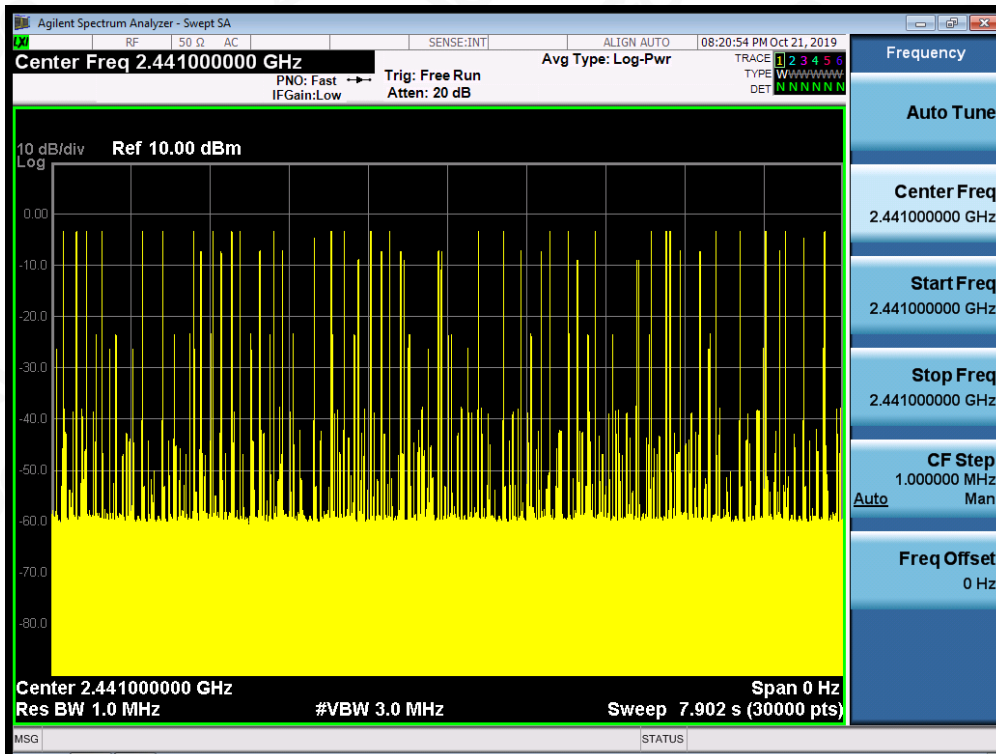 Agilent Spectrum Analyzer - Swept SA
LXI RF 50 Ω AC SENSE:INT ALIGN AUTO 08:20:54 PM Oct 21, 2019
Center Freq 2.441000000 GHz
PNO: Fast
IFGain:Low
Trig: Free Run
Atten: 20 dB
Avg Type: Log-Pwr
TRACE 1 2 3 4 5 6
TYPE WWWWWW
DET N N N N N N
10 dB/div Ref 10.00 dBm
Log
0.00
-10.0
-20.0
-30.0
-40.0
-50.0
-60.0
-70.0
-80.0
Center 2.441000000 GHz Span 0 Hz
Res BW 1.0 MHz #VBW 3.0 MHz Sweep 7.902 s (30000 pts)
MSG STATUS
Frequency
Auto Tune
Center Freq
2.441000000 GHz
Start Freq
2.441000000 GHz
Stop Freq
2.441000000 GHz
CF Step
1.000000 MHz
Auto Man
Freq Offset
0 Hz